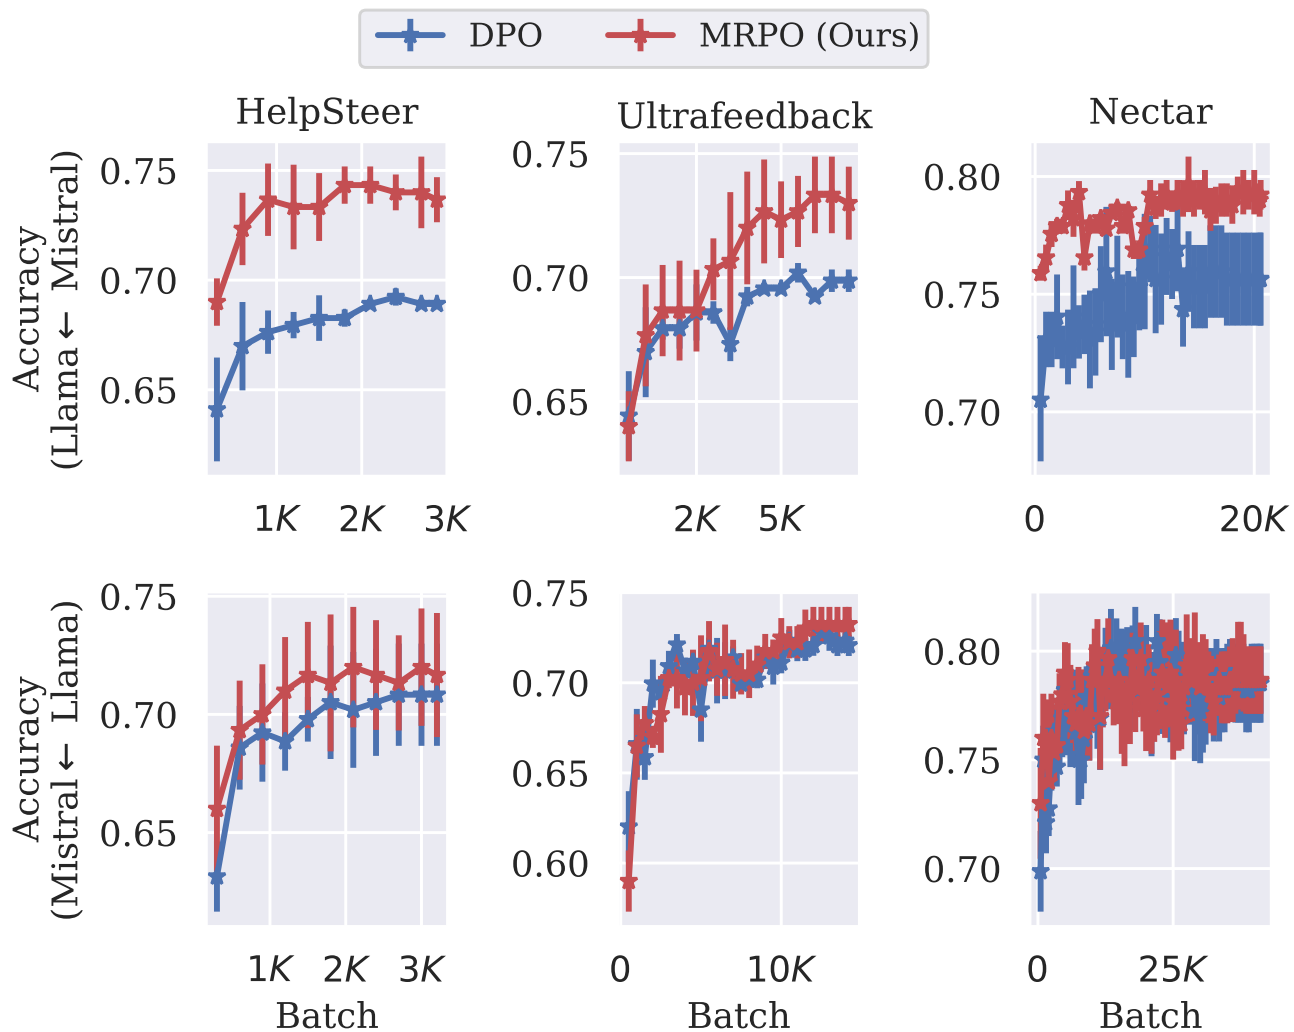 DPO
MRPO (Ours)
HelpSteer
Ultrafeedback
Nectar
Accuracy
(Llama ← Mistral)
0.75
0.70
0.65
1K
2K
3K
0.75
0.70
0.65
2K
5K
0.80
0.75
0.70
0
20K
Accuracy
(Mistral ← Llama)
0.75
0.70
0.65
1K
2K
3K
Batch
0.75
0.70
0.65
0.60
0
10K
Batch
0.80
0.75
0.70
0
25K
Batch